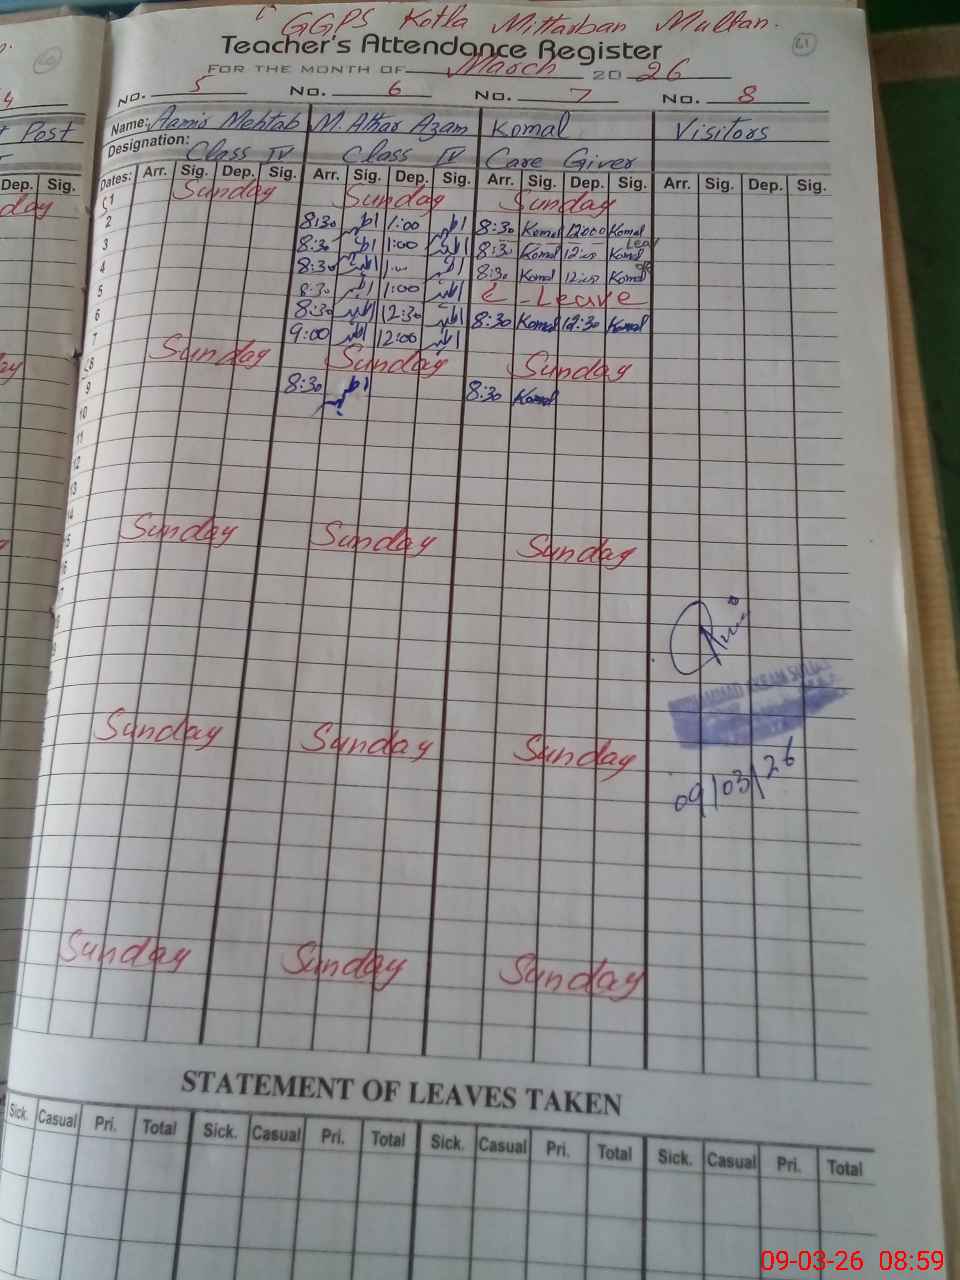 GGPS Kotla Mittarban Multan.
61
Teacher's Attendance Register
FOR THE MONTH OF March 2026
NO. 5 NO. 6 NO. 7 NO. 8
Name: Aamir Mehtab M. Athar Azam Komal Visitors
Designation: Class IV Class IV Care Giver
Dates: Arr. Sig. Dep. Sig. Arr. Sig. Dep. Sig. Arr. Sig. Dep. Sig. Arr. Sig. Dep. Sig.
1 Sunday Sunday Sunday
2 8:30 1:00 8:30 Komal 12:00 Komal
3 8:30 1:00 8:30 Komal Komal
4 8:30 8:30 Komal Komal
5 8:30 1:00 Leave
6 8:30 12:30 8:30 Komal 12:30 Komal
7 9:00 12:00
8 Sunday Sunday Sunday
9 8:30 8:30 Komal
10
11
12
13
Sunday Sunday Sunday
Sunday Sunday Sunday
09/03/26
Sunday Sunday Sunday
STATEMENT OF LEAVES TAKEN
Sick. Casual Pri. Total Sick. Casual Pri. Total Sick. Casual Pri. Total Sick. Casual Pri. Total
09-03-26 08:59